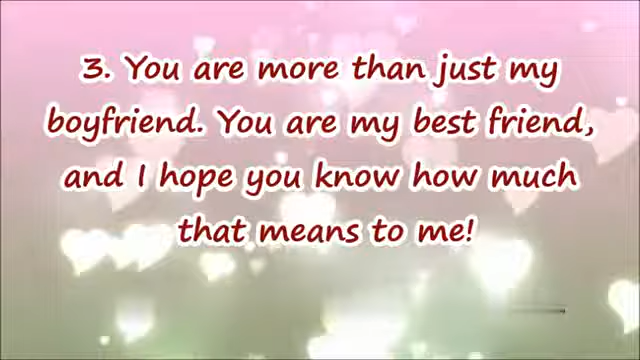 3. You are more than just my
boyfriend. You are my best friend,
and I hope you know how much
that means to me!